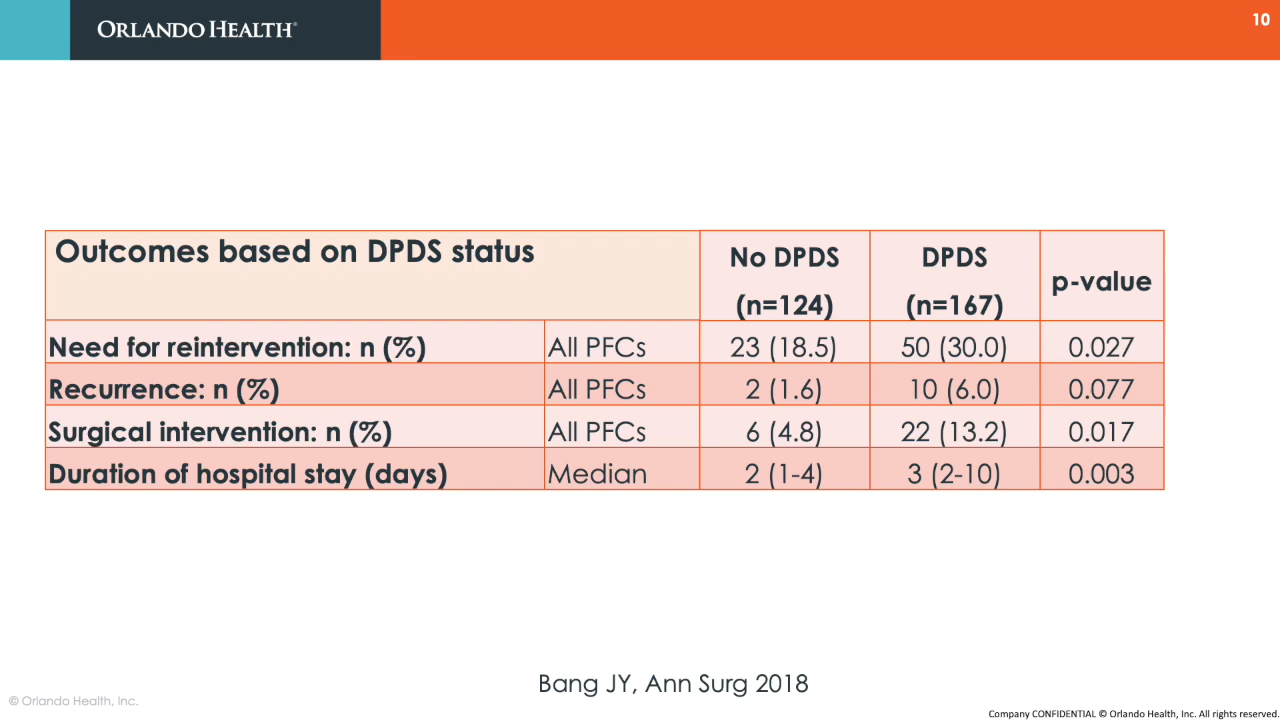 ORLANDO HEALTH®
10
Outcomes based on DPDS status
No DPDS
(n=124)
DPDS
(n=167)
p-value
Need for reintervention: n (%) All PFCs 23 (18.5) 50 (30.0) 0.027
Recurrence: n (%) All PFCs 2 (1.6) 10 (6.0) 0.077
Surgical intervention: n (%) All PFCs 6 (4.8) 22 (13.2) 0.017
Duration of hospital stay (days) Median 2 (1-4) 3 (2-10) 0.003
Bang JY, Ann Surg 2018
© Orlando Health, Inc.
Company CONFIDENTIAL © Orlando Health, Inc. All rights reserved.